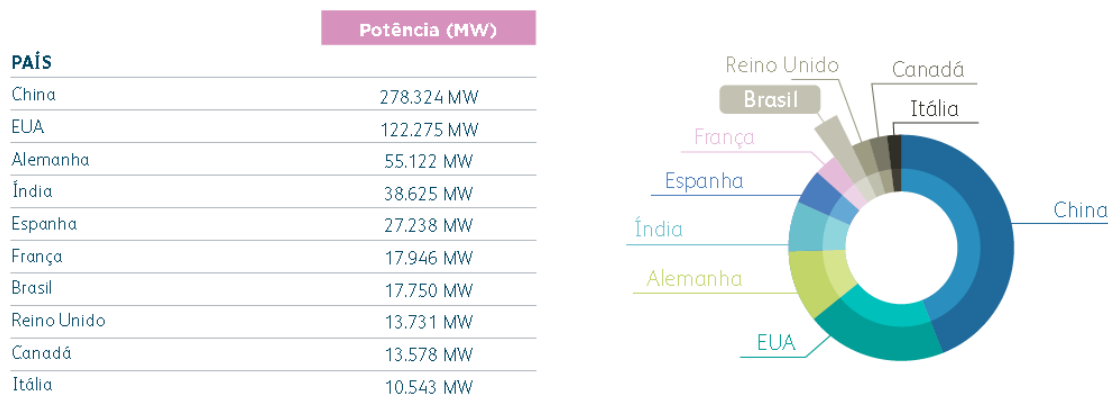 Potência (MW)
PAÍS
China 278.324 MW
EUA 122.275 MW
Alemanha 55.122 MW
Índia 38.625 MW
Espanha 27.238 MW
França 17.946 MW
Brasil 17.750 MW
Reino Unido 13.731 MW
Canadá 13.578 MW
Itália 10.543 MW
Reino Unido
Canadá
Brasil
Itália
França
Espanha
China
Índia
Alemanha
EUA